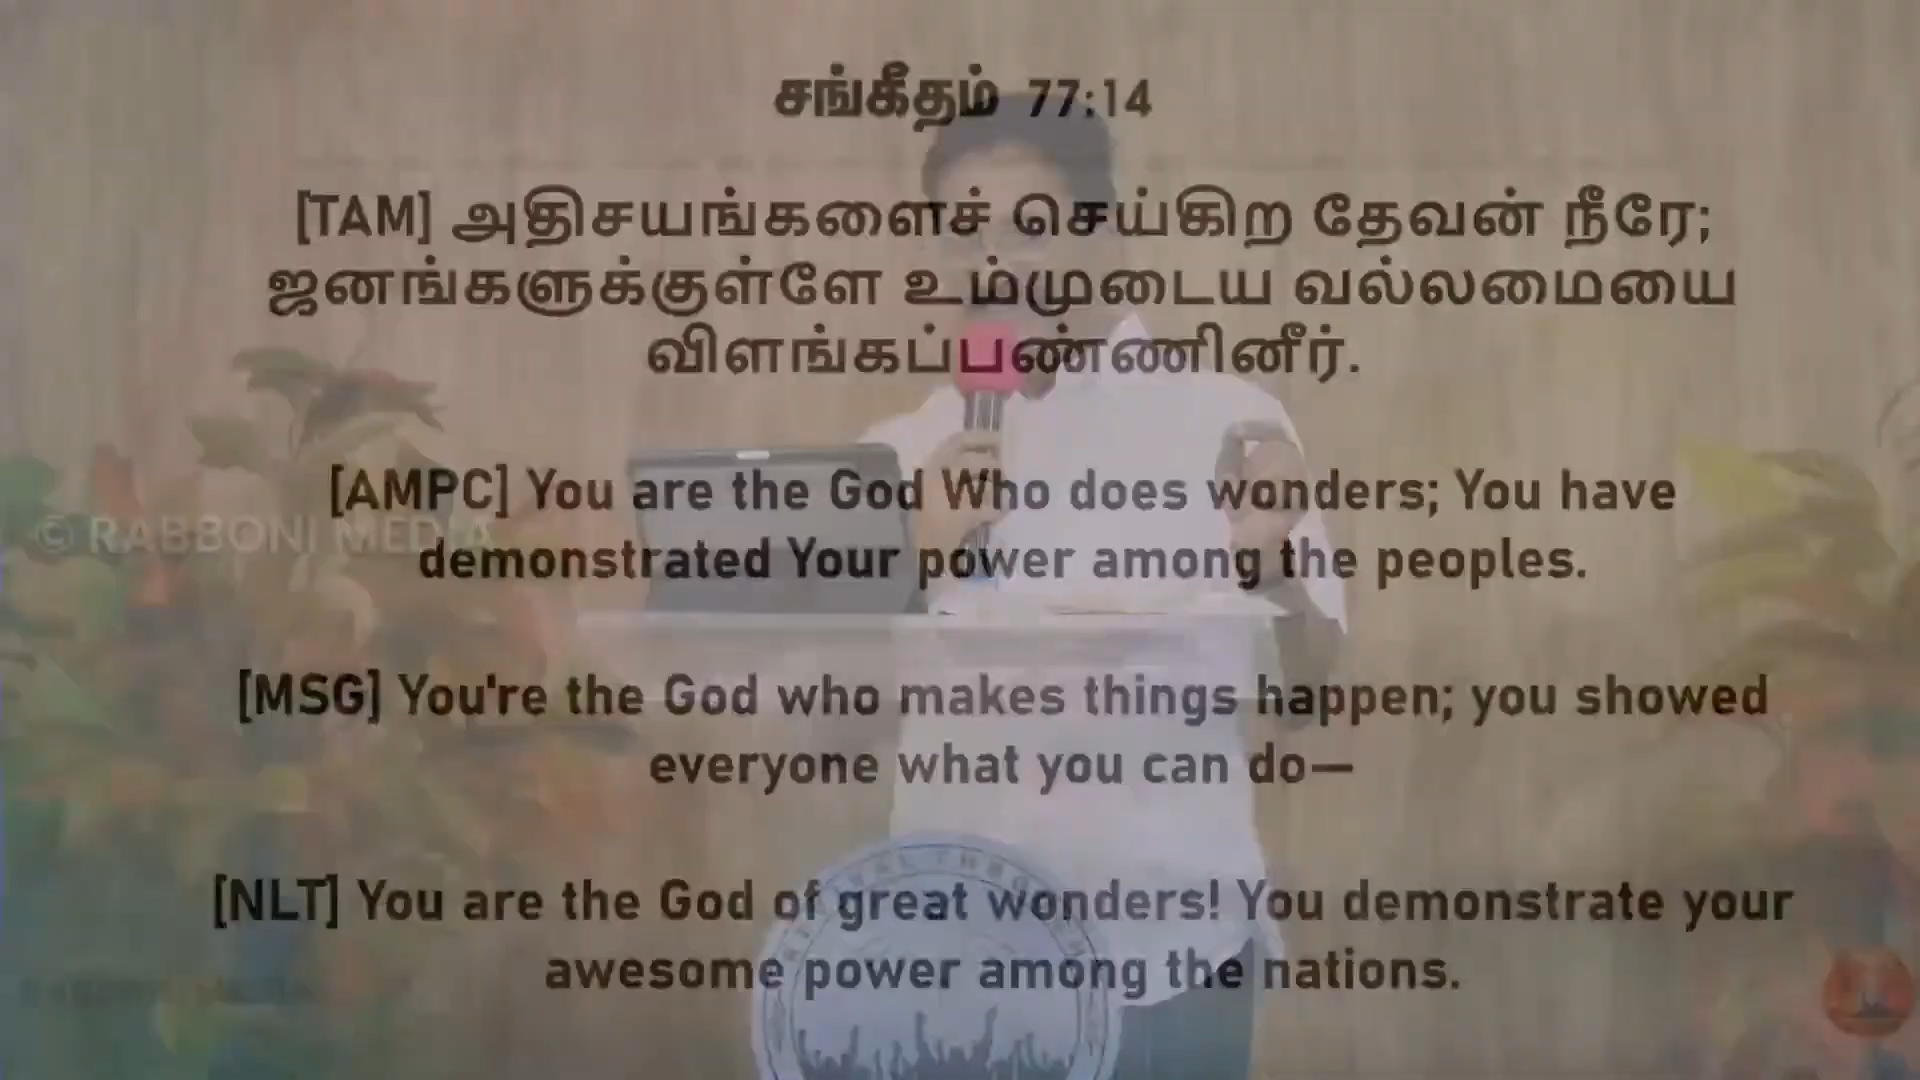 சங்கீதம் 77:14
[TAM] அதிசயங்களைச் செய்கிற தேவன் நீரே;
ஜனங்களுக்குள்ளே உம்முடைய வல்லமையை
விளங்கப்பண்ணினீர்.
[AMPC] You are the God Who does wonders; You have
demonstrated Your power among the peoples.
© RABBONI MEDIA
[MSG] You're the God who makes things happen; you showed
everyone what you can do—
[NLT] You are the God of great wonders! You demonstrate your
awesome power among the nations.